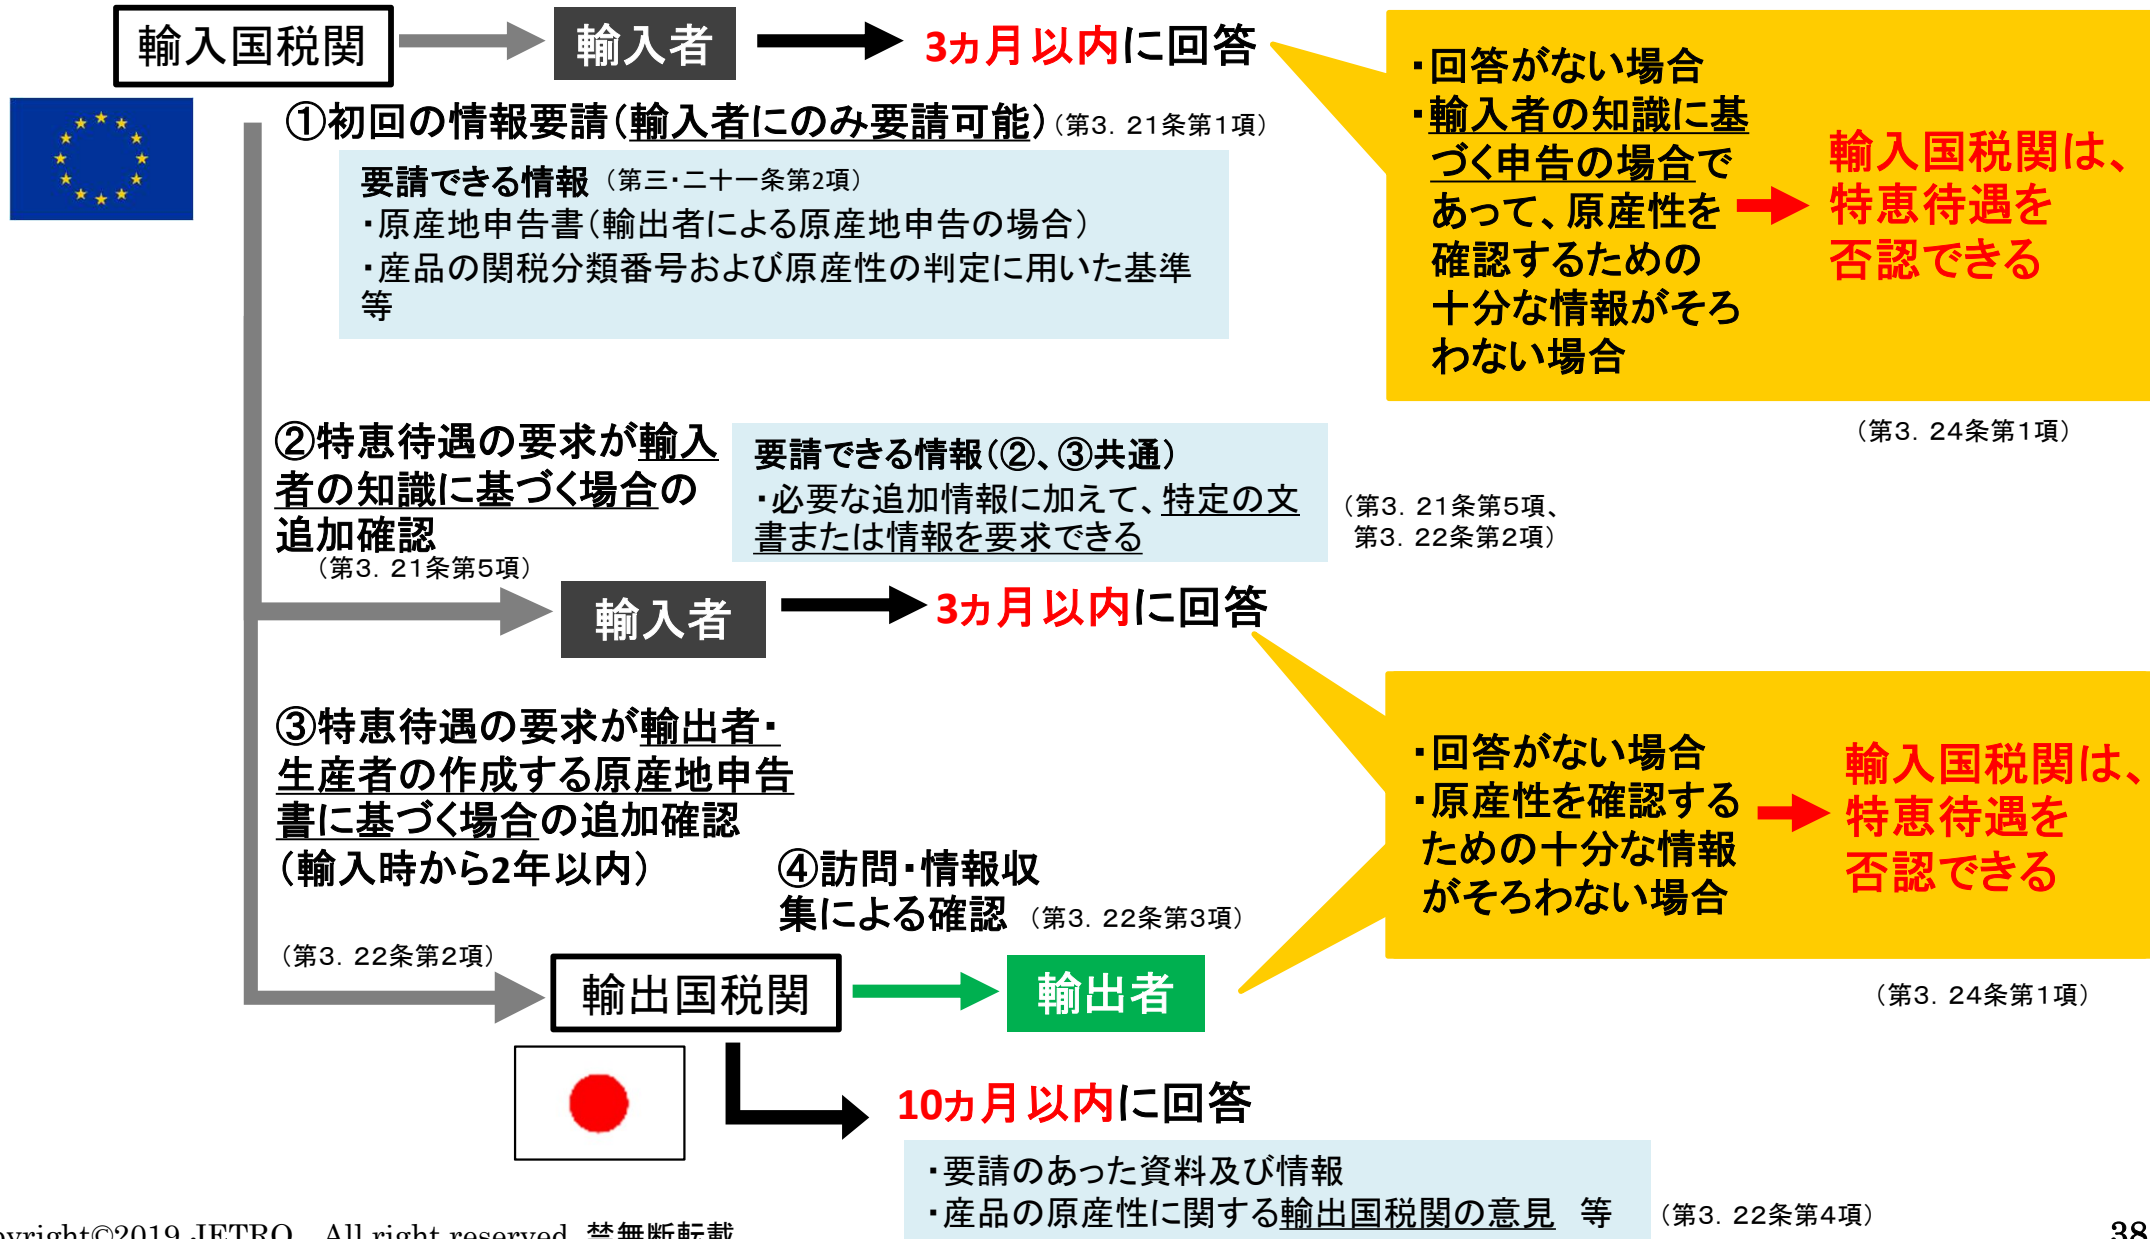 輸入国税関
輸入者
3ヵ月以内に回答
①初回の情報要請(輸入者にのみ要請可能)(第3．21条第1項)
要請できる情報（第三・二十一条第2項）
・原産地申告書(輸出者による原産地申告の場合)
・産品の関税分類番号および原産性の判定に用いた基準
等
・回答がない場合
・輸入者の知識に基
づく申告の場合で
あって、原産性を
確認するための
十分な情報がそろ
わない場合
輸入国税関は、
特恵待遇を
否認できる
（第3．24条第1項）
②特恵待遇の要求が輸入
者の知識に基づく場合の
追加確認
（第3．21条第5項）
要請できる情報(②、③共通)
・必要な追加情報に加えて、特定の文
書または情報を要求できる
（第3．21条第5項、
第3．22条第2項）
輸入者
3ヵ月以内に回答
③特恵待遇の要求が輸出者・
生産者の作成する原産地申告
書に基づく場合の追加確認
（輸入時から2年以内）
（第3．22条第2項）
④訪問・情報収
集による確認（第3．22条第3項）
・回答がない場合
・原産性を確認する
ための十分な情報
がそろわない場合
輸入国税関は、
特恵待遇を
否認できる
（第3．24条第1項）
輸出国税関
輸出者
10ヵ月以内に回答
・要請のあった資料及び情報
・産品の原産性に関する輸出国税関の意見　等
（第3．22条第4項）
pyright©2019 JETRO. All right reserved. 禁無断転載
38